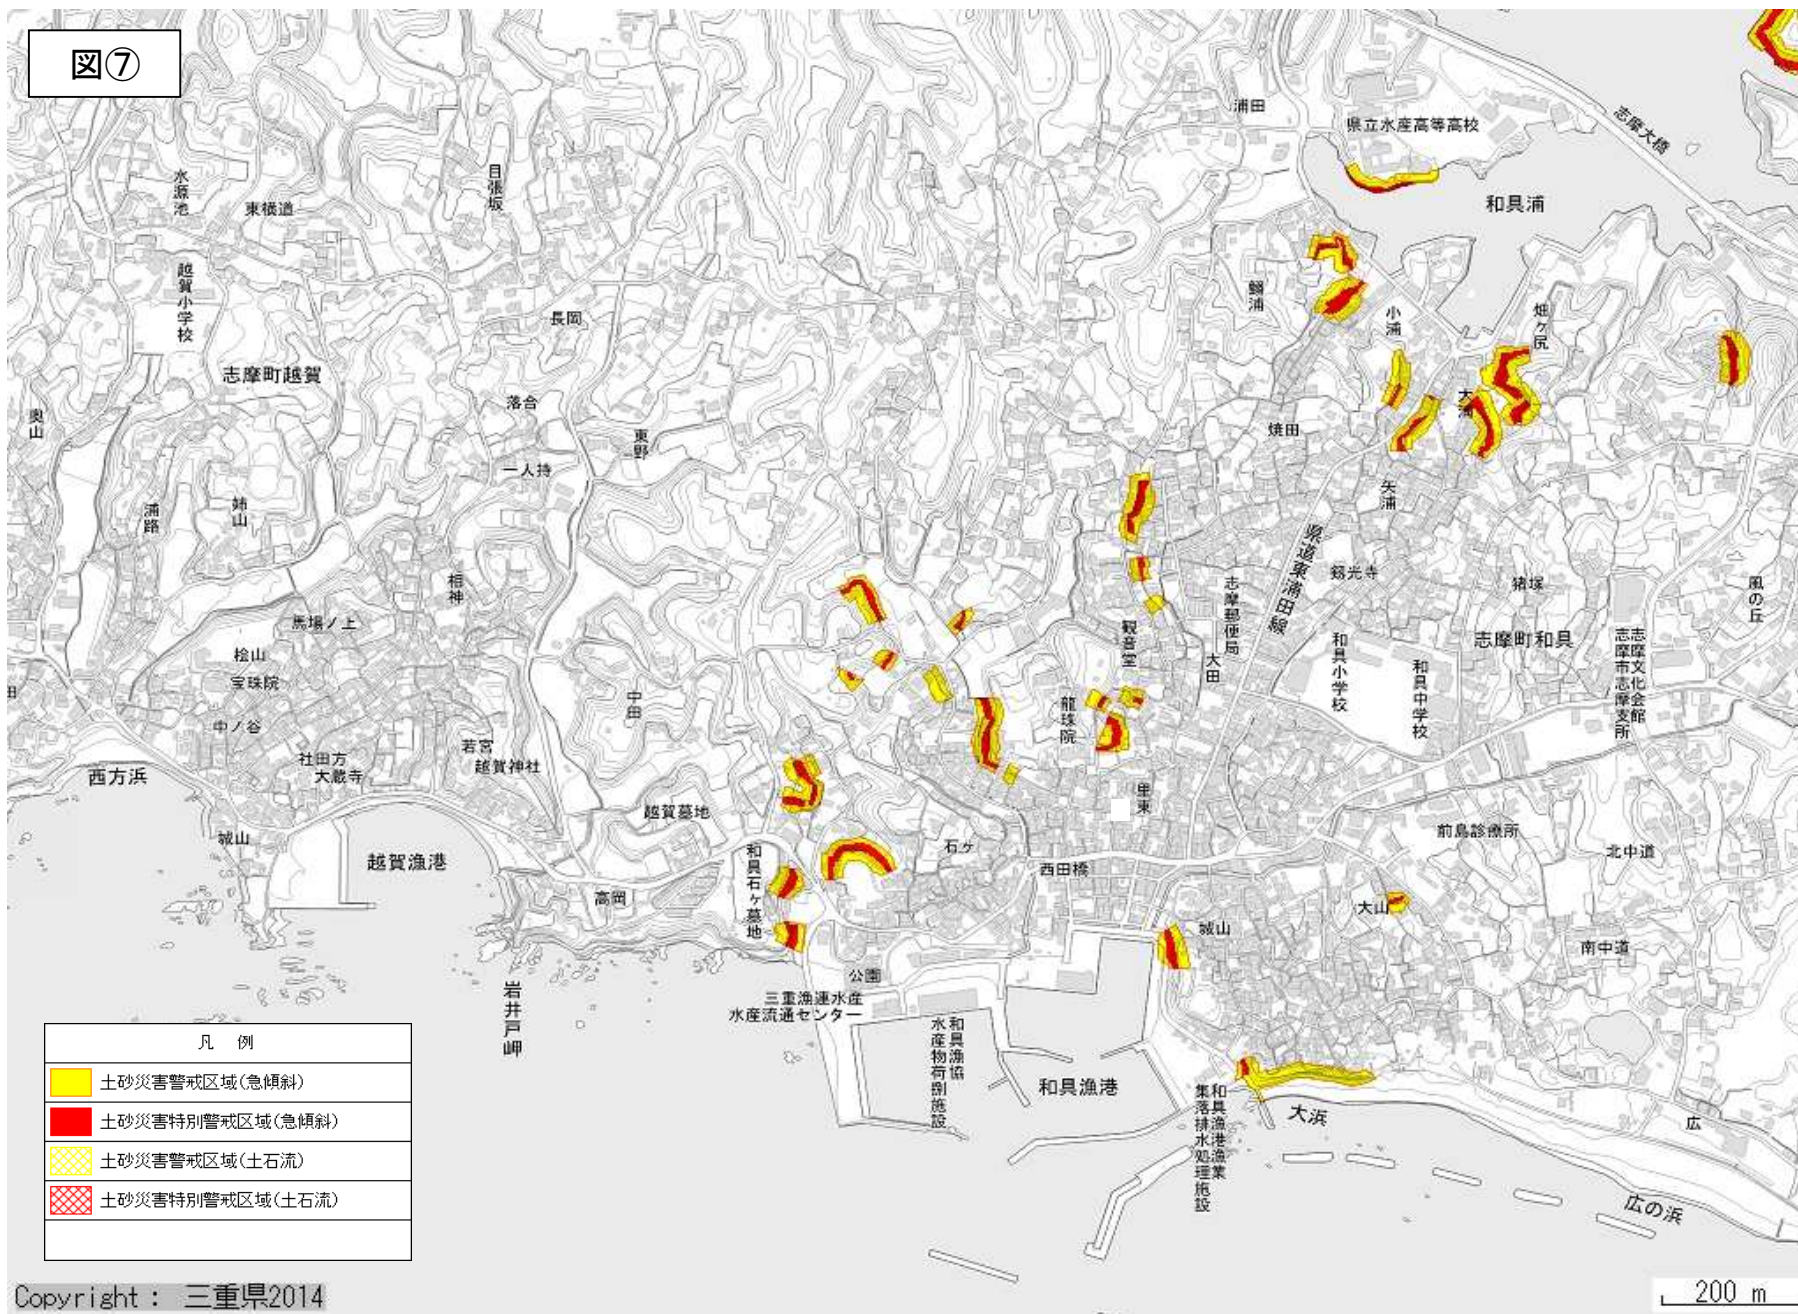 図⑦
浦田
県立水産高等高校
志摩大橋
水源池
東横道
目張坂
和具浦
越賀小学校
長岡
鰯浦
小浦
畑ヶ尻
志摩町越賀
奥山
落合
東野
大浦
焼田
一人持
浦路
姉山
矢浦
県道東浦田線
相神
馬場ノ上
志摩郵便局
猪塚
風の丘
桧山
宝珠院
観音堂
大田
和具小学校
和具中学校
志摩町和具
志摩文化会館
志摩市志摩支所
田
中田
中ノ谷
龍珠院
若宮
越賀神社
社田方
大蔵寺
西方浜
越賀墓地
里東
城山
越賀漁港
石ヶ
前島診療所
北中道
西田橋
和具石ヶ墓地
高岡
大山
城山
南中道
公園
三重漁連水産
水産流通センター
岩井戸岬
和具漁協
水産物荷捌施設
和具漁港
和具漁港漁業
集落排水処理施設
大浜
広
広の浜
凡 例
土砂災害警戒区域(急傾斜)
土砂災害特別警戒区域(急傾斜)
土砂災害警戒区域(土石流)
土砂災害特別警戒区域(土石流)
Copyright： 三重県2014
200 m